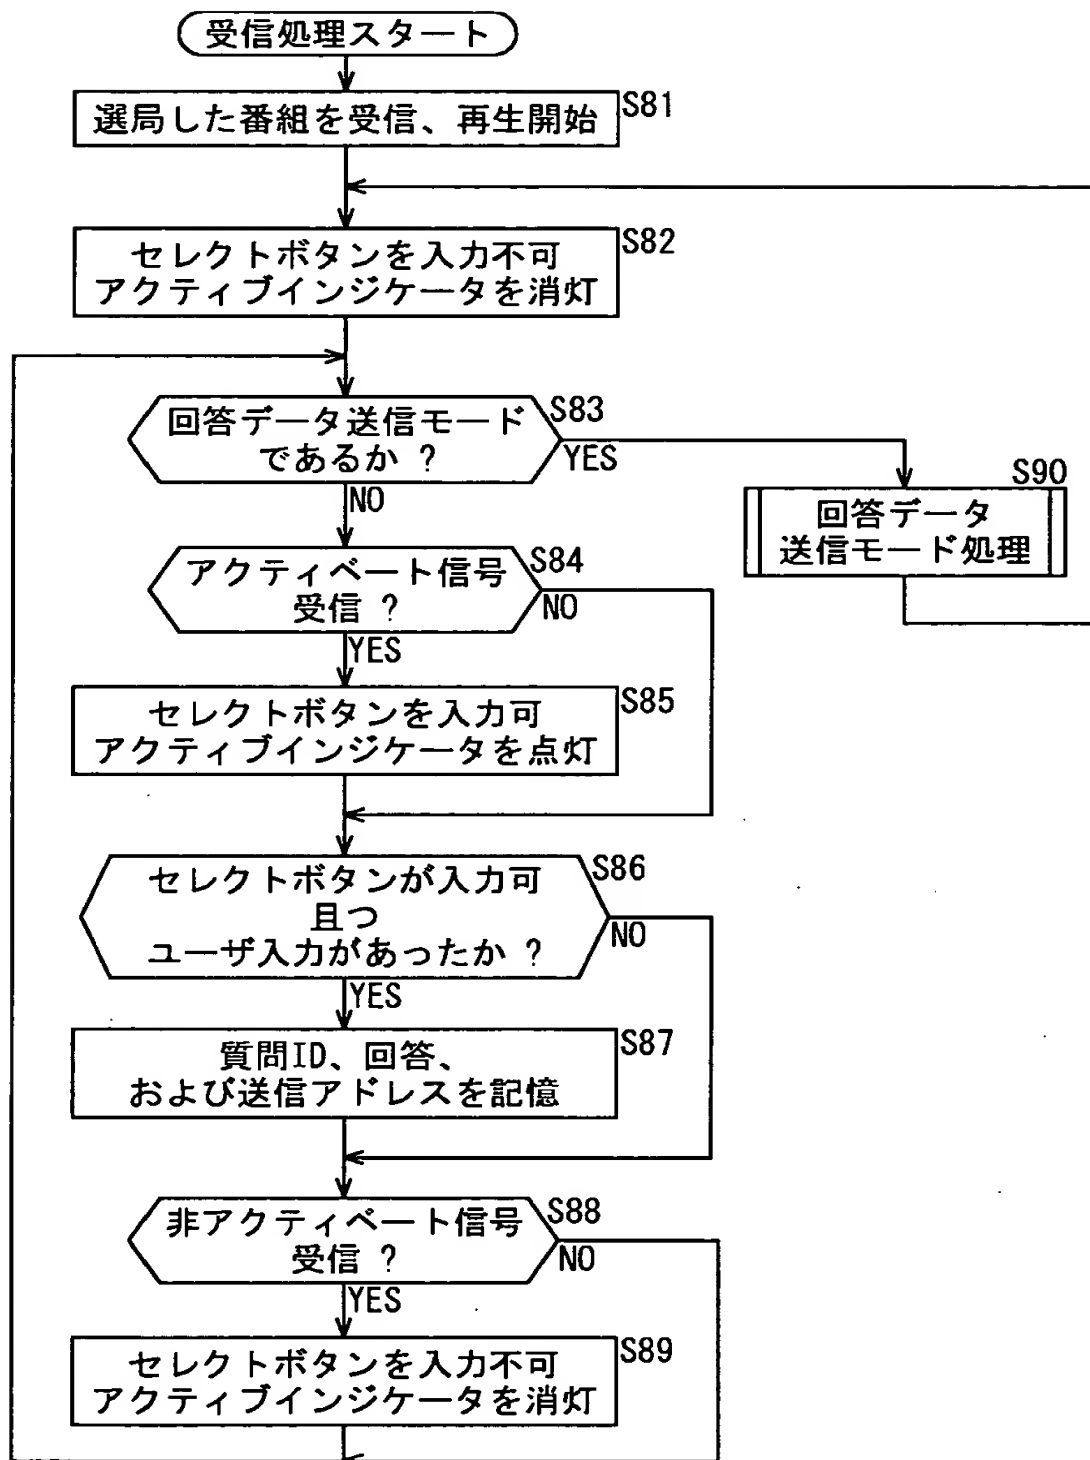 受信処理スタート
選局した番組を受信、再生開始
S81
セレクトボタンを入力不可
アクティブインジケータを消灯
S82
回答データ送信モード
であるか ?
S83
YES
NO
S90
回答データ
送信モード処理
アクティベート信号
受信 ?
S84
NO
YES
セレクトボタンを入力可
アクティブインジケータを点灯
S85
セレクトボタンが入力可
且つ
ユーザ入力があったか ?
S86
NO
YES
質問ID、回答、
および送信アドレスを記憶
S87
非アクティベート信号
受信 ?
S88
NO
YES
セレクトボタンを入力不可
アクティブインジケータを消灯
S89